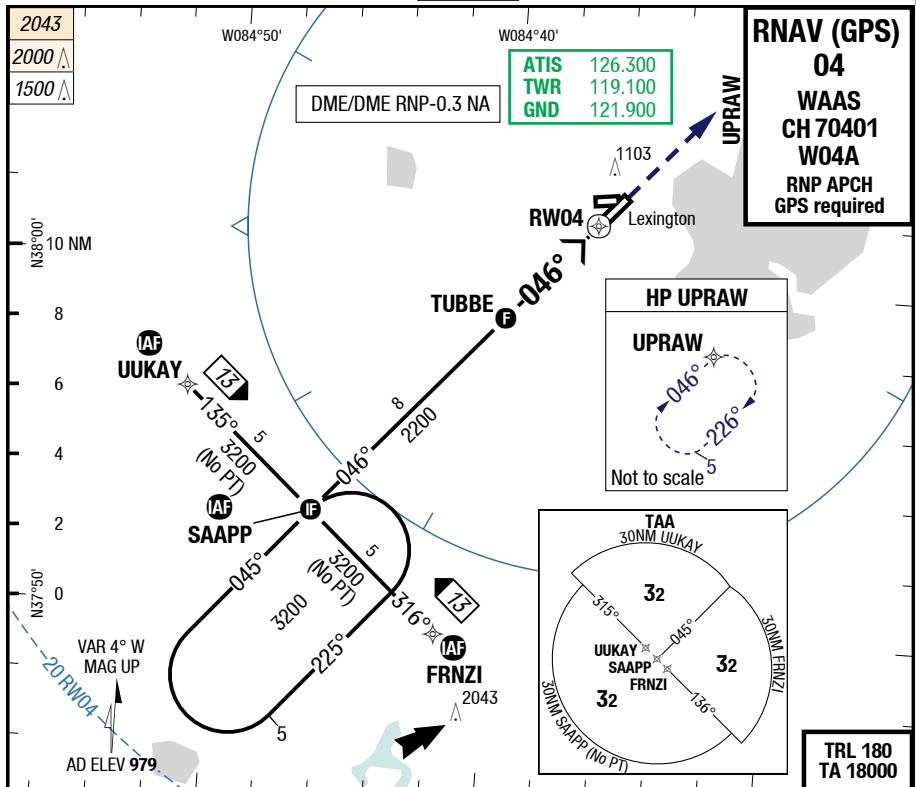 2043
2000
1500
W084°50'
W084°40'
RNAV (GPS)
04
WAAS
CH 70401
W04A
RNP APCH
GPS required
DME/DME RNP-0.3 NA
ATIS 126.300
TWR 119.100
GND 121.900
UPRAW
1103
RW04
Lexington
N38°00'
10 NM
8
6
4
2
0
N37°50'
TUBBE
F
-046°
IAF
UUKAY
13
135°
5
3200
(No PT)
8
2200
046°
IAF
SAAPP
IF
5
3200
(No PT)
316°
13
IAF
FRNZI
2043
045°
3200
225°
5
HP UPRAW
UPRAW
046°
226°
5
Not to scale
TAA
30NM UUKAY
32
315°
045°
UUKAY
SAAPP
FRNZI
32
32
136°
30NM FRNZI
30NM SAAPP (No PT)
VAR 4° W
MAG UP
20 RW04
AD ELEV 979
TRL 180
TA 18000